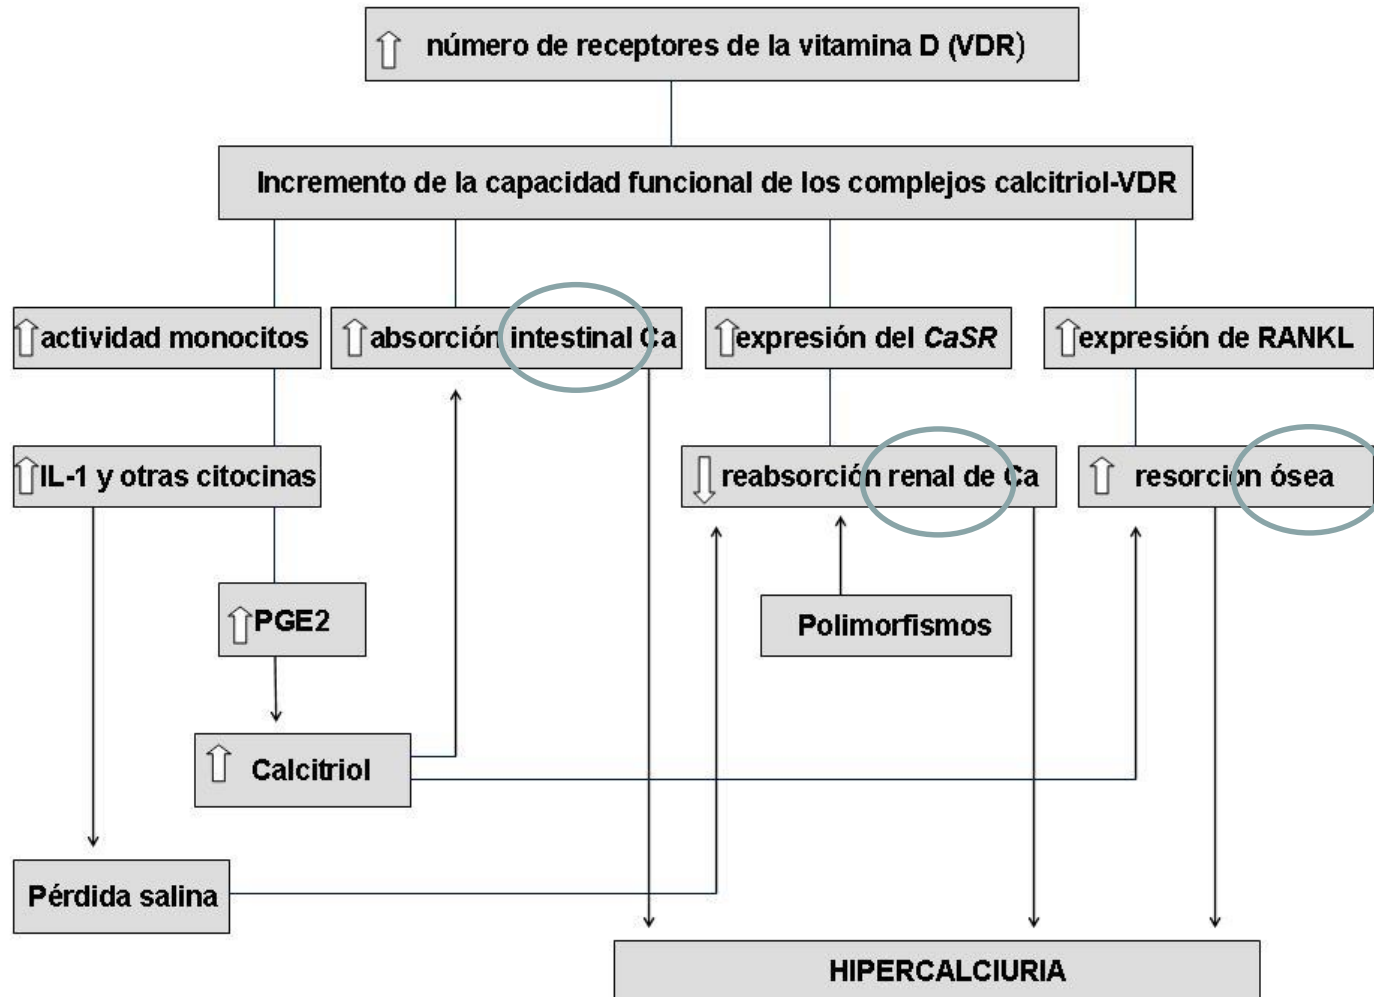 número de receptores de la vitamina D (VDR)
Incremento de la capacidad funcional de los complejos calcitriol-VDR
actividad monocitos
absorción intestinal Ca
expresión del CaSR
expresión de RANKL
IL-1 y otras citocinas
reabsorción renal de Ca
resorcion ósea
PGE2
Polimorfismos
Calcitriol
Pérdida salina
HIPERCALCIURIA